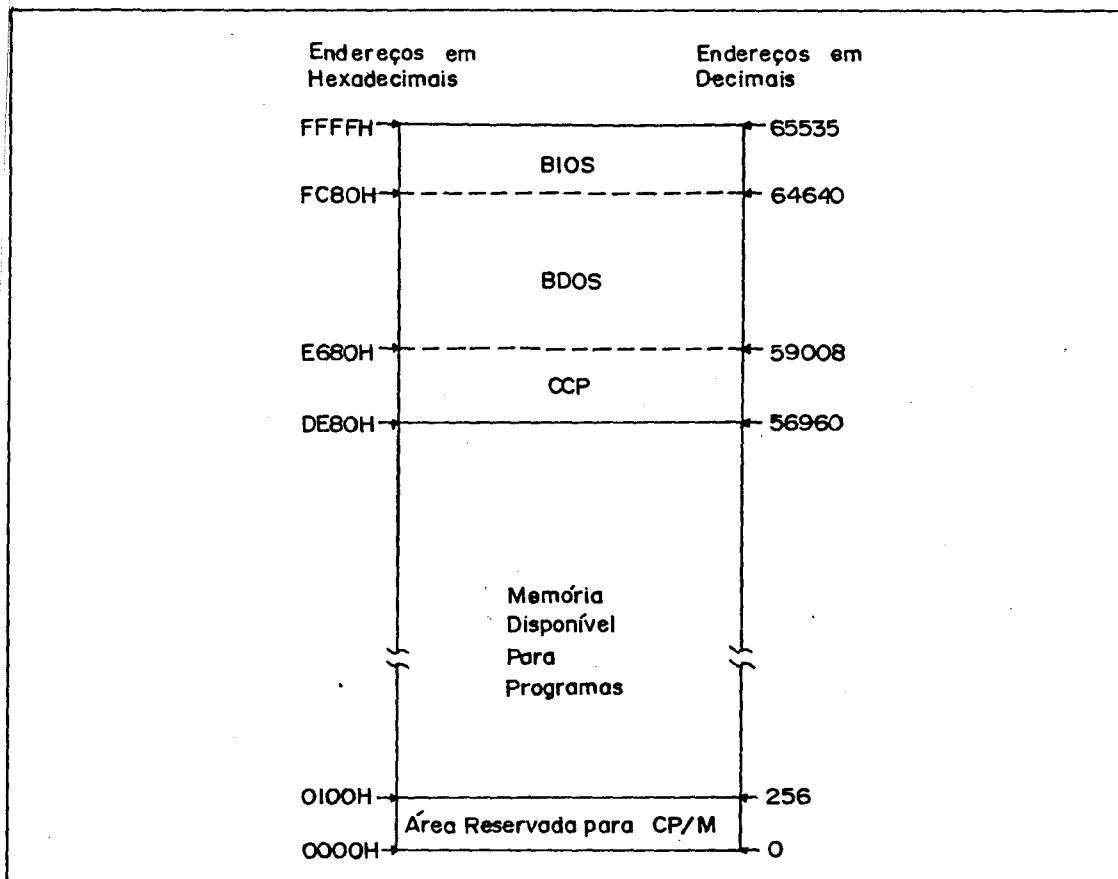 Endereços em
Hexadecimais
Endereços em
Decimais
FFFFH
65535
BIOS
FC80H
64640
BDOS
E680H
59008
CCP
DE80H
56960
Memória
Disponível
Para
Programas
0100H
256
Área Reservada para CP/M
0000H
0